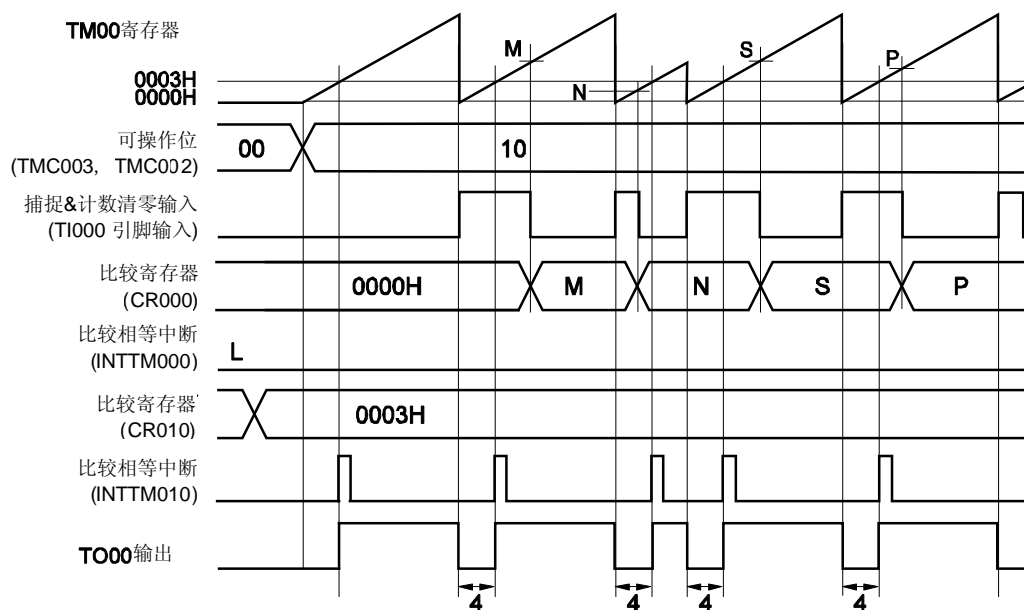 TM00寄存器
M
S
P
0003H
N
0000H
可操作位
(TMC003, TMC002)
00
10
捕捉&计数清零输入
(TI000 引脚输入)
比较寄存器
(CR000)
0000H
M
N
S
P
比较相等中断
(INTTM000)
L
比较寄存器
(CR010)
0003H
比较相等中断
(INTTM010)
TO00输出
4
4
4
4